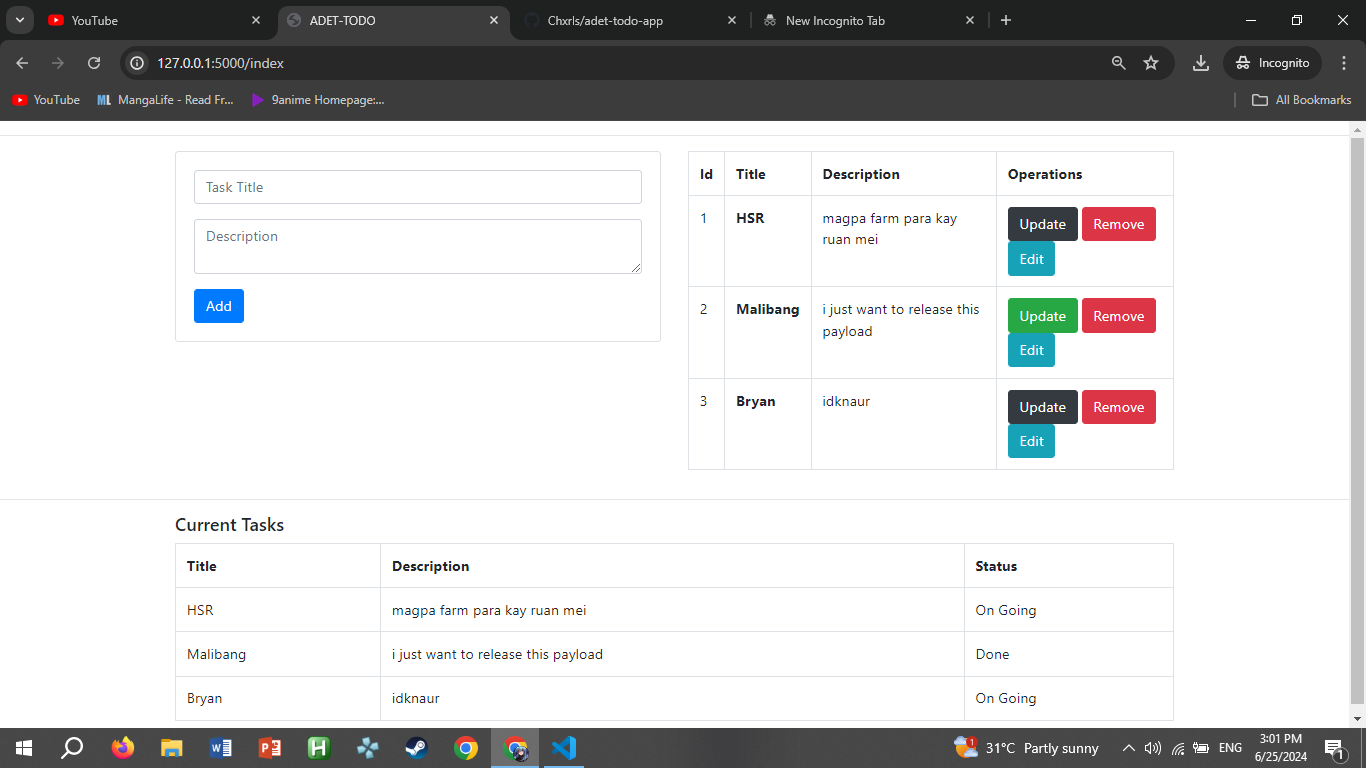 YouTube
ADET-TODO
Chxrls/adet-todo-app
New Incognito Tab
127.0.0.1:5000/index
Incognito
YouTube
MangaLife - Read Fr...
9anime Homepage:...
All Bookmarks
Task Title
Description
Add
Id Title Description Operations
1 HSR magpa farm para kay Update Remove
ruan mei
Edit
2 Malibang i just want to release this Update Remove
payload
Edit
3 Bryan idknaur Update Remove
Edit
Current Tasks
Title Description Status
HSR magpa farm para kay ruan mei On Going
Malibang i just want to release this payload Done
Bryan idknaur On Going
31°C Partly sunny
ENG
3:01 PM
6/25/2024